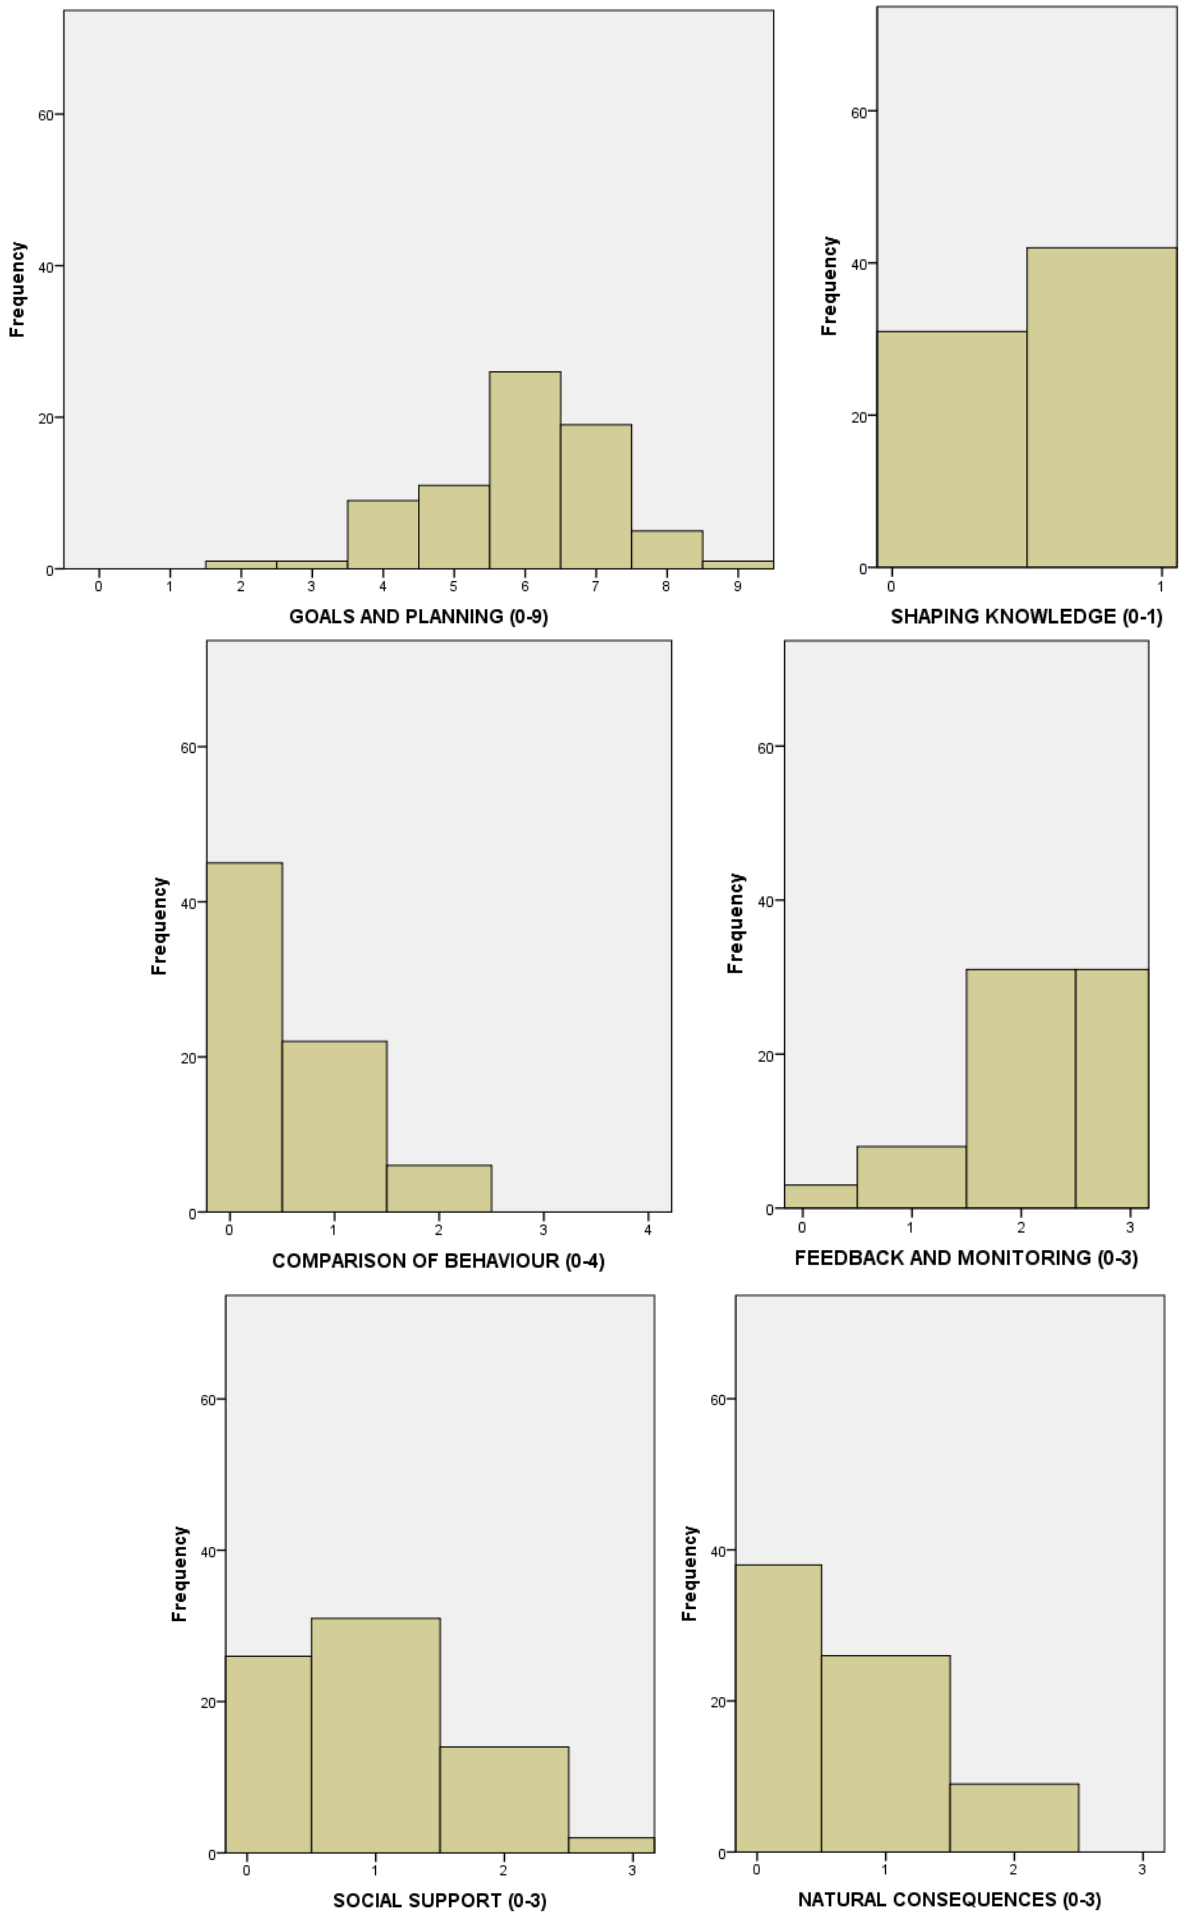 Frequency
60
40
20
0
0 1 2 3 4 5 6 7 8 9
GOALS AND PLANNING (0-9)
Frequency
60
40
20
0
0 1
SHAPING KNOWLEDGE (0-1)
Frequency
60
40
20
0
0 1 2 3 4
COMPARISON OF BEHAVIOUR (0-4)
Frequency
60
40
20
0
0 1 2 3
FEEDBACK AND MONITORING (0-3)
Frequency
60
40
20
0
0 1 2 3
SOCIAL SUPPORT (0-3)
Frequency
60
40
20
0
0 1 2 3
NATURAL CONSEQUENCES (0-3)